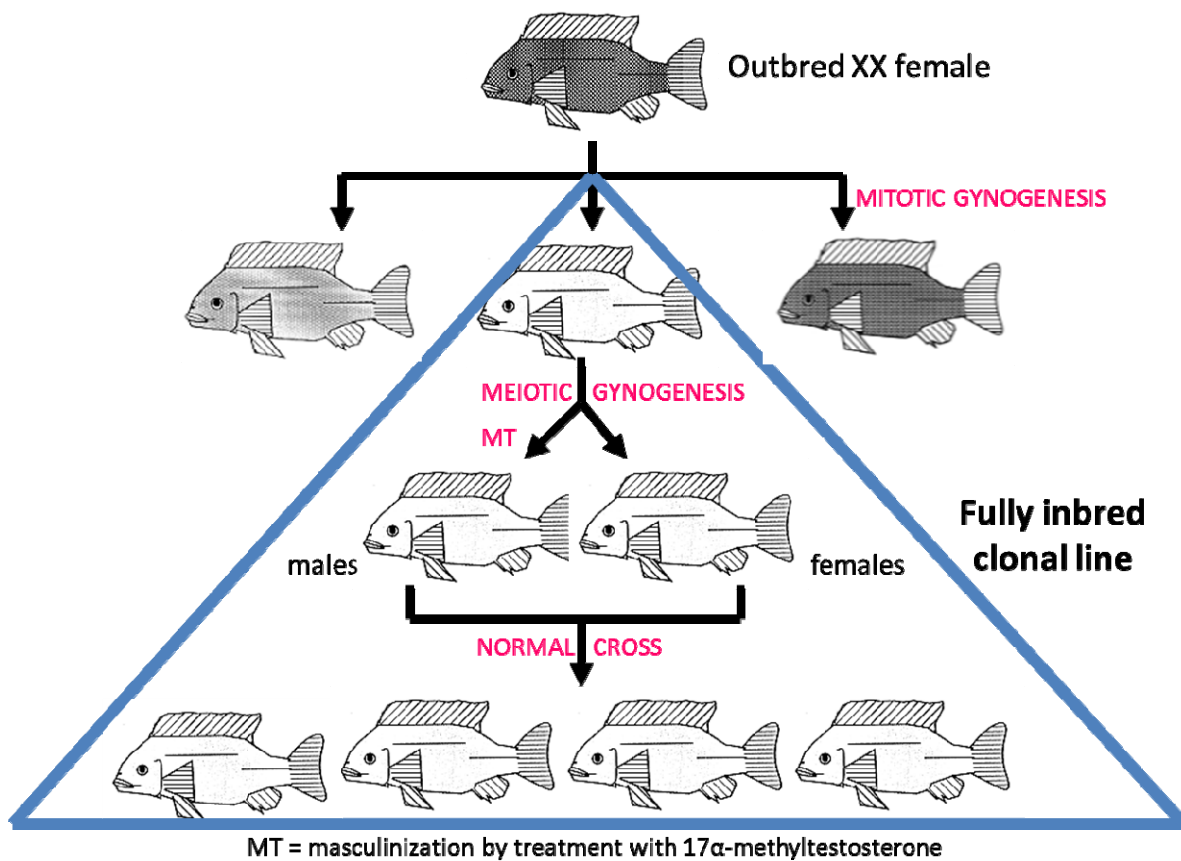 Outbred XX female
MITOTIC GYNOGENESIS
MEIOTIC GYNOGENESIS
MT
males
females
Fully inbred
clonal line
NORMAL CROSS
MT = masculinization by treatment with 17α-methyltestosterone